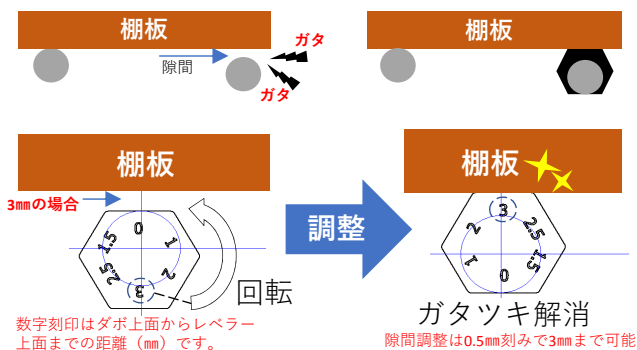 棚板
ガタ
隙間
ガタ
棚板
棚板
3㎜の場合
0
1
2
3
2.5
1.5
回転
数字刻印はダボ上面からレベラー
上面までの距離（㎜）です。
調整
棚板
3
2.5
1.5
0
1
2
ガタツキ解消
隙間調整は0.5㎜刻みで3㎜まで可能